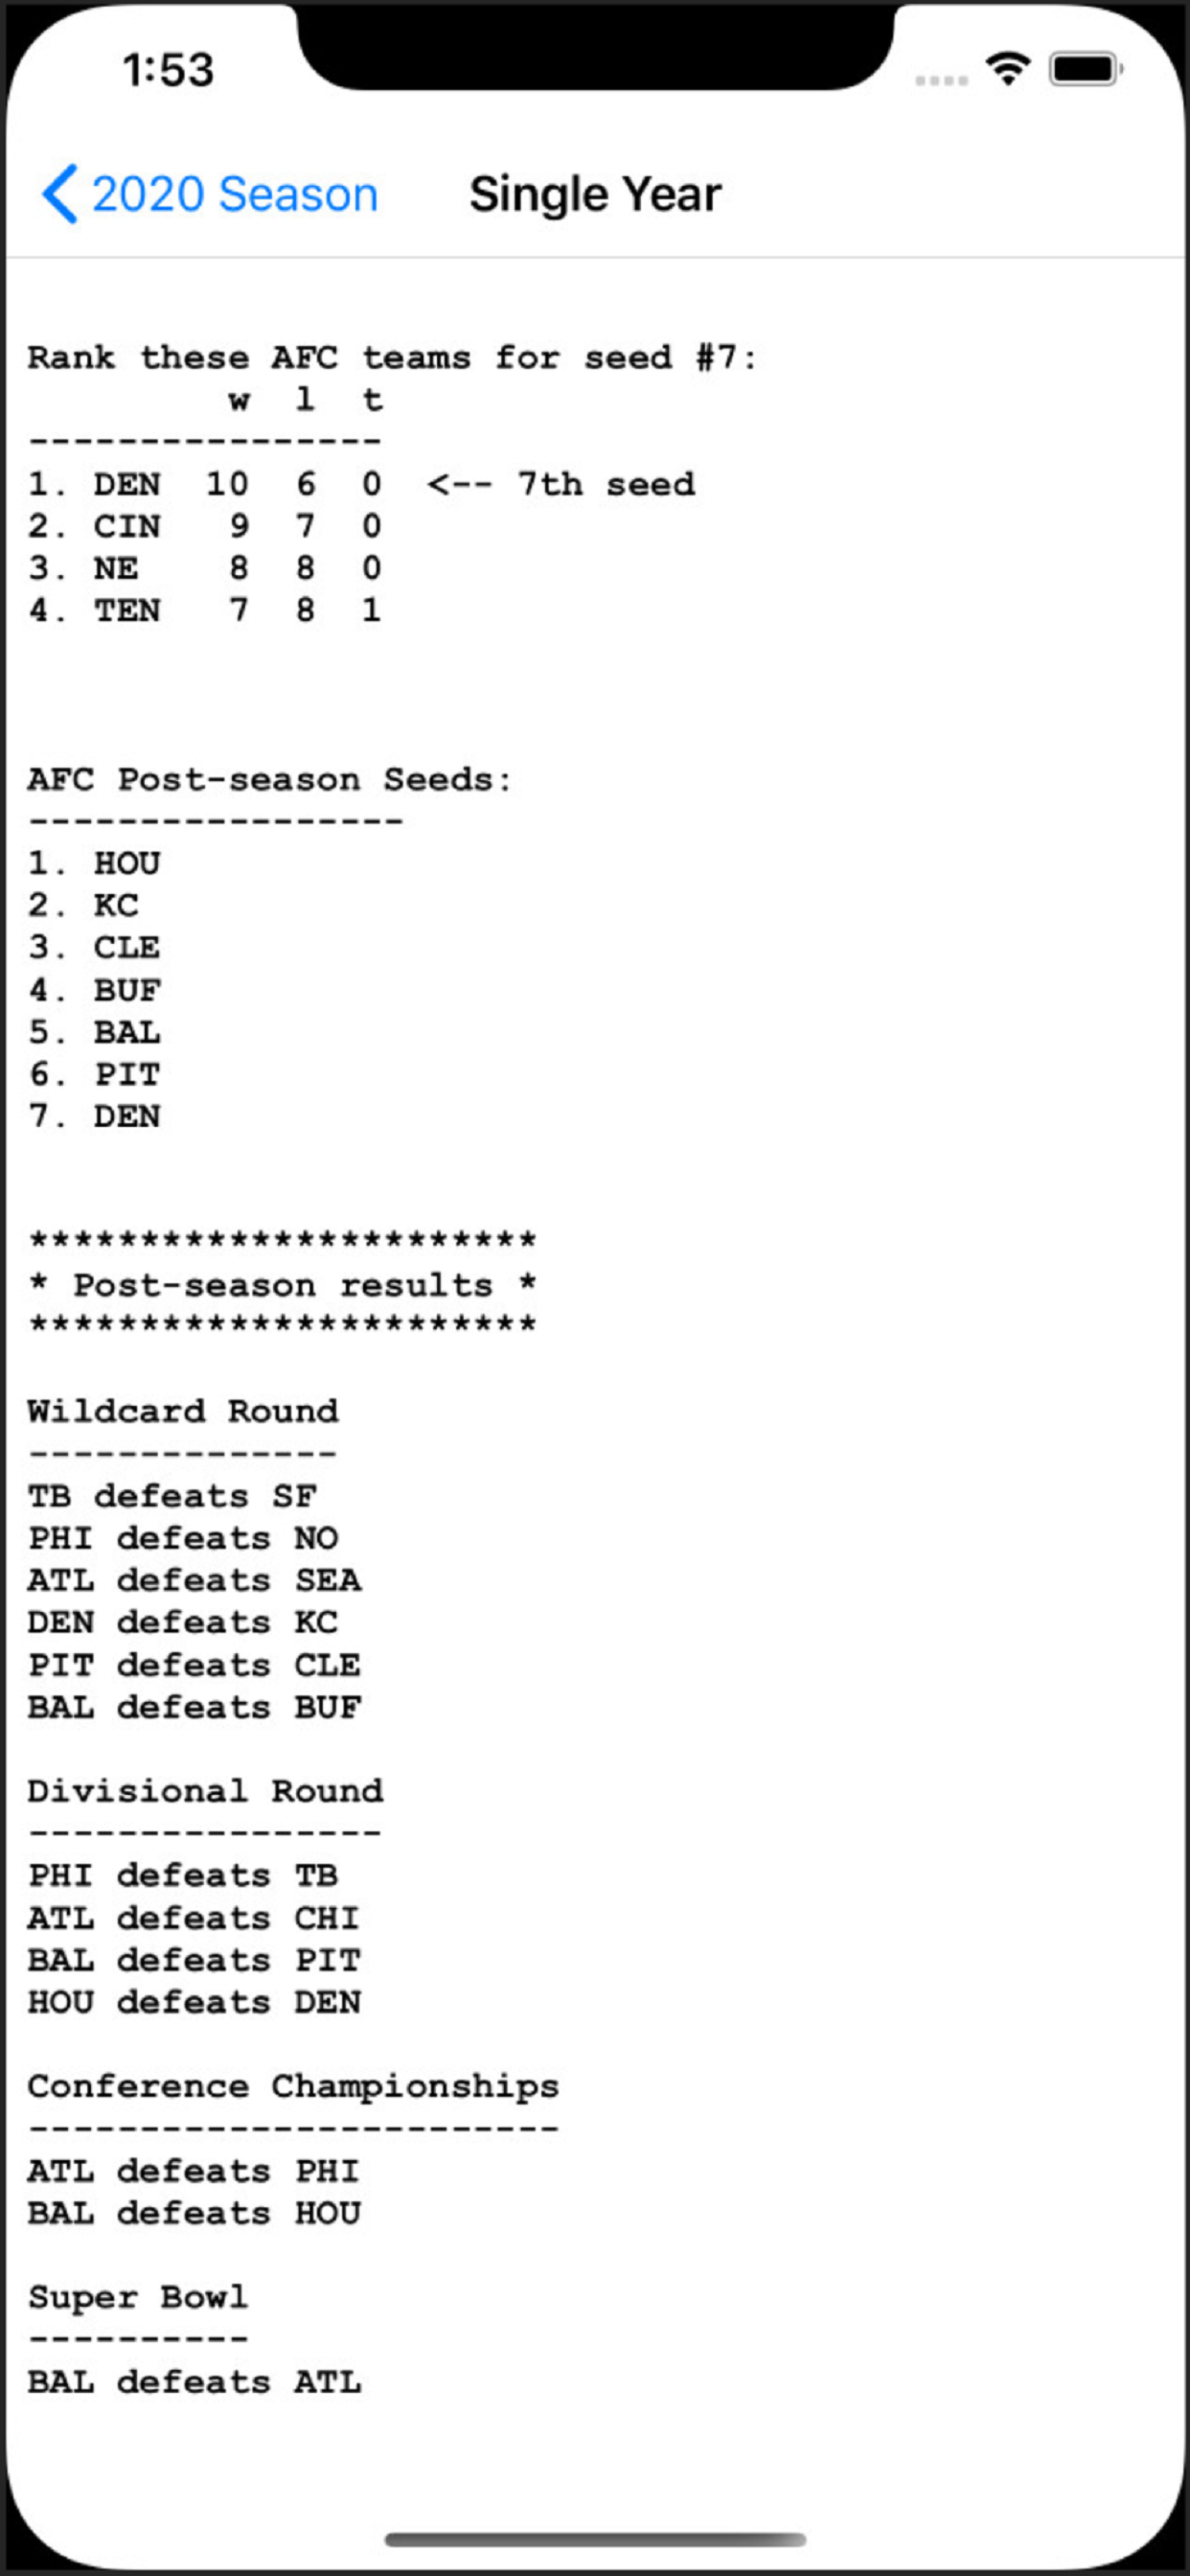 1:53
2020 Season Single Year
Rank these AFC teams for seed #7:
w l t
----------------
1. DEN 10 6 0 <-- 7th seed
2. CIN 9 7 0
3. NE 8 8 0
4. TEN 7 8 1
AFC Post-season Seeds:
-----------------
1. HOU
2. KC
3. CLE
4. BUF
5. BAL
6. PIT
7. DEN
***********************
* Post-season results *
***********************
Wildcard Round
--------------
TB defeats SF
PHI defeats NO
ATL defeats SEA
DEN defeats KC
PIT defeats CLE
BAL defeats BUF
Divisional Round
----------------
PHI defeats TB
ATL defeats CHI
BAL defeats PIT
HOU defeats DEN
Conference Championships
------------------------
ATL defeats PHI
BAL defeats HOU
Super Bowl
----------
BAL defeats ATL